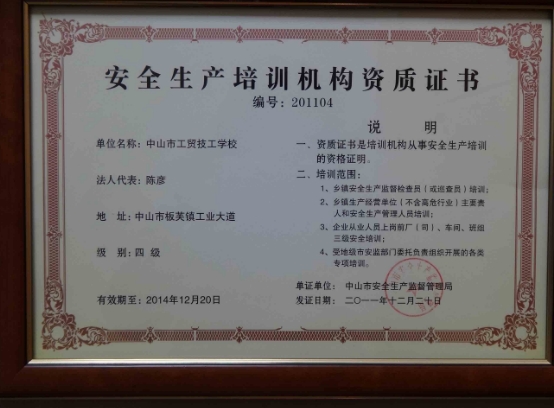 安全生产培训机构资质证书
编号：201104
单位名称：中山市工贸技工学校
法人代表：陈彦
地　址：中山市板芙镇工业大道
级　别：四 级
有效期至：2014年12月20日
说　明
一、资质证书是培训机构从事安全生产培训
的资格证明。
二、培训范围：
1、乡镇安全生产监督检查员（或巡查员）培训；
2、乡镇生产经营单位（不含高危行业）主要责
人和安全生产管理人员培训；
3、企业从业人员上岗前厂（司）、车间、班组
三级安全培训；
4、受地级市安监部门委托负责组织开展的各类
专项培训。
单证单位：中山市安全生产监督管理局
发证日期：二〇一一年十二月二十日